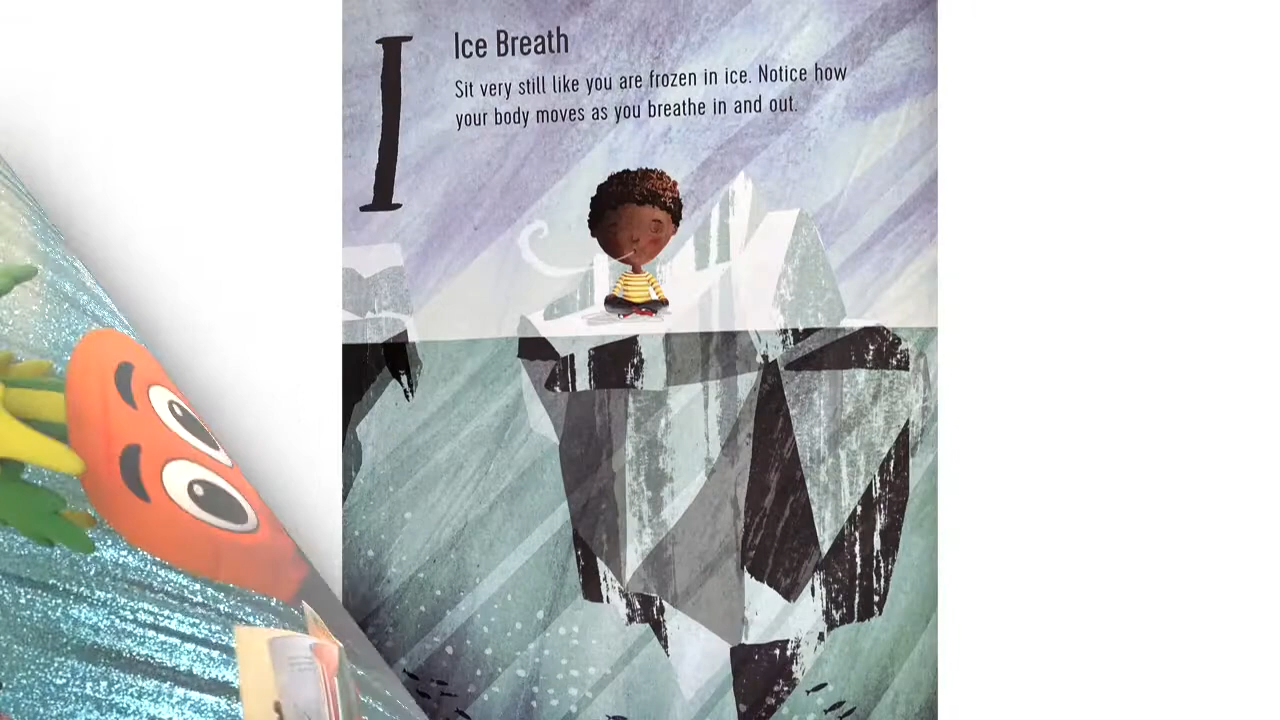 I
Ice Breath
Sit very still like you are frozen in ice. Notice how
your body moves as you breathe in and out.